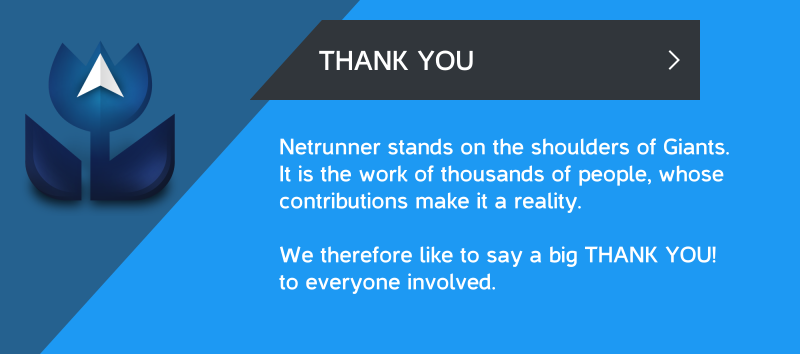 THANK YOU
Netrunner stands on the shoulders of Giants.
It is the work of thousands of people, whose
contributions make it a reality.
We therefore like to say a big THANK YOU!
to everyone involved.